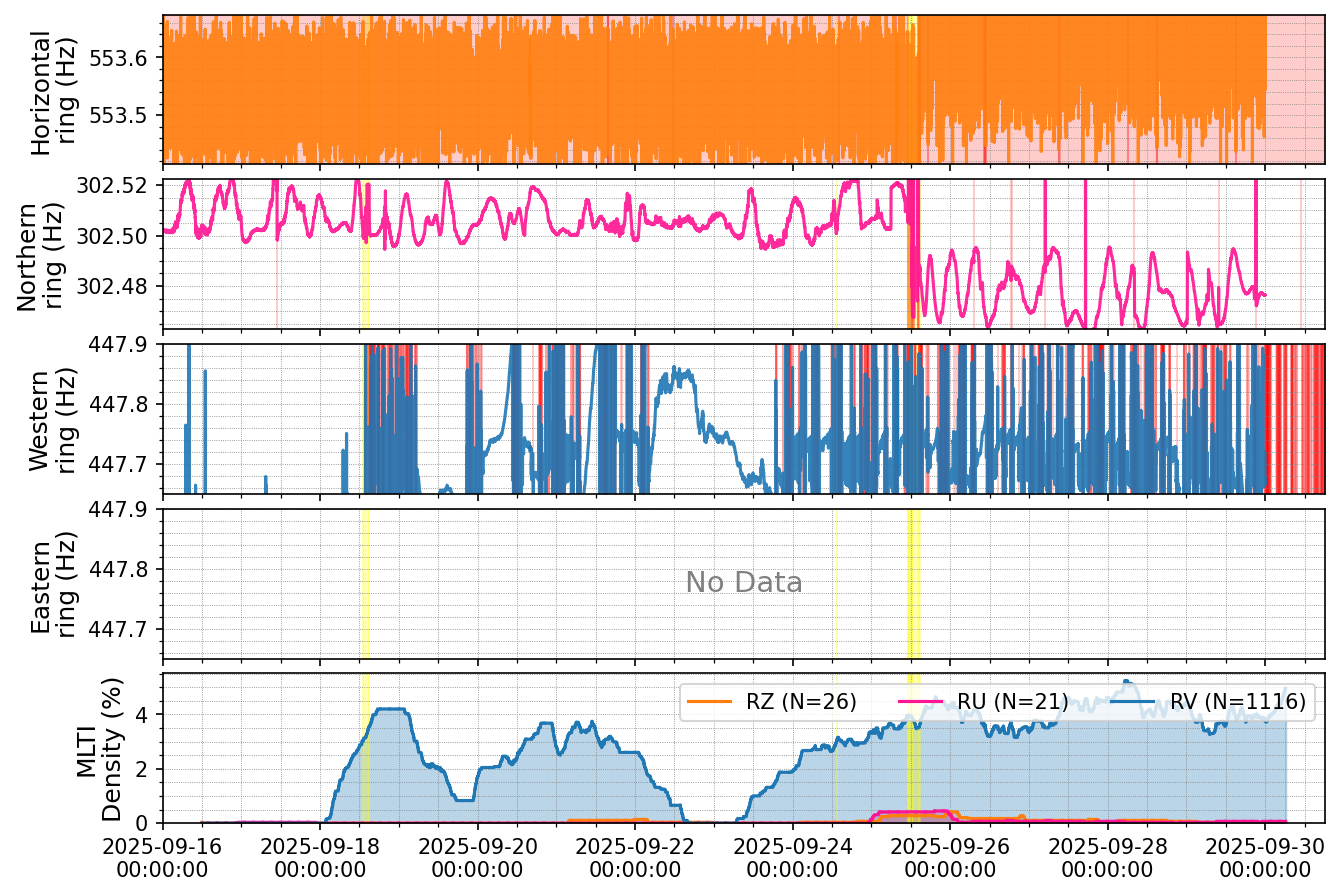 Horizontal
ring (Hz)
553.6
553.5
Northern
ring (Hz)
302.52
302.50
302.48
Western
ring (Hz)
447.9
447.8
447.7
Eastern
ring (Hz)
447.9
447.8
447.7
No Data
MLTI
Density (%)
4
2
0
RZ (N=26) RU (N=21) RV (N=1116)
2025-09-16 2025-09-18 2025-09-20 2025-09-22 2025-09-24 2025-09-26 2025-09-28 2025-09-30
00:00:00 00:00:00 00:00:00 00:00:00 00:00:00 00:00:00 00:00:00 00:00:00